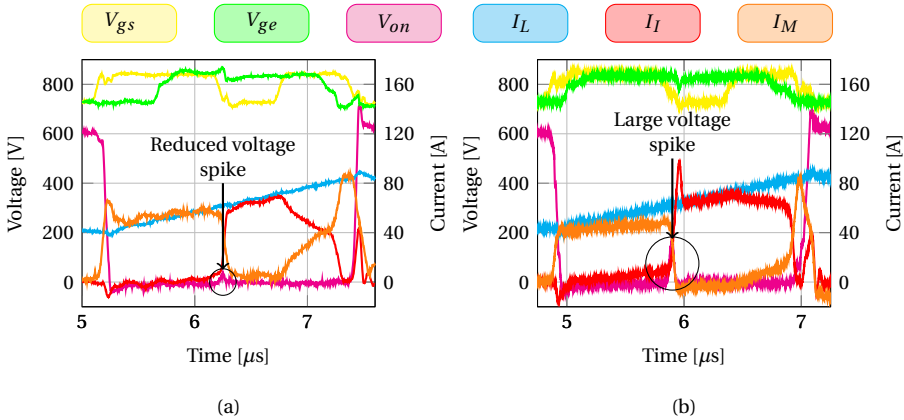 V_gs V_ge V_on I_L I_I I_M
800
600
400
200
0
160
120
80
40
0
Voltage [V]
Current [A]
Reduced voltage
spike
5 6 7
Time [μs]
(a)
800
600
400
200
0
160
120
80
40
0
Voltage [V]
Current [A]
Large voltage
spike
5 6 7
Time [μs]
(b)